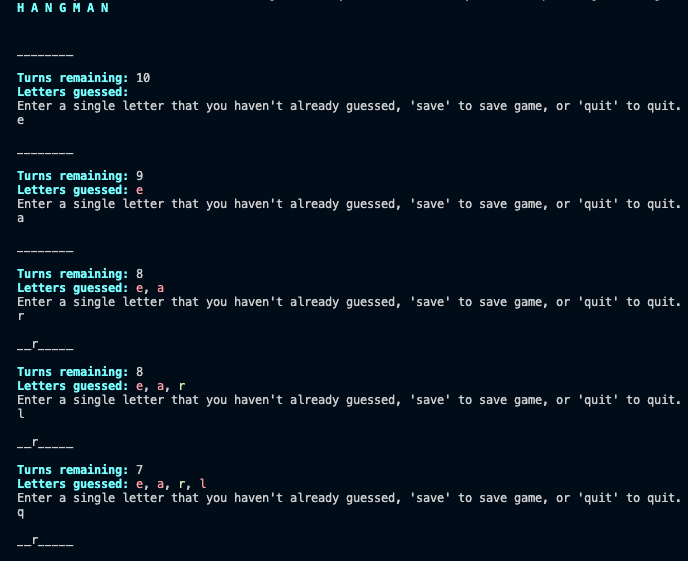 H A N G M A N
________
Turns remaining: 10
Letters guessed:
Enter a single letter that you haven't already guessed, 'save' to save game, or 'quit' to quit.
e
________
Turns remaining: 9
Letters guessed: e
Enter a single letter that you haven't already guessed, 'save' to save game, or 'quit' to quit.
a
________
Turns remaining: 8
Letters guessed: e, a
Enter a single letter that you haven't already guessed, 'save' to save game, or 'quit' to quit.
r
__r_____
Turns remaining: 8
Letters guessed: e, a, r
Enter a single letter that you haven't already guessed, 'save' to save game, or 'quit' to quit.
l
__r_____
Turns remaining: 7
Letters guessed: e, a, r, l
Enter a single letter that you haven't already guessed, 'save' to save game, or 'quit' to quit.
q
__r_____